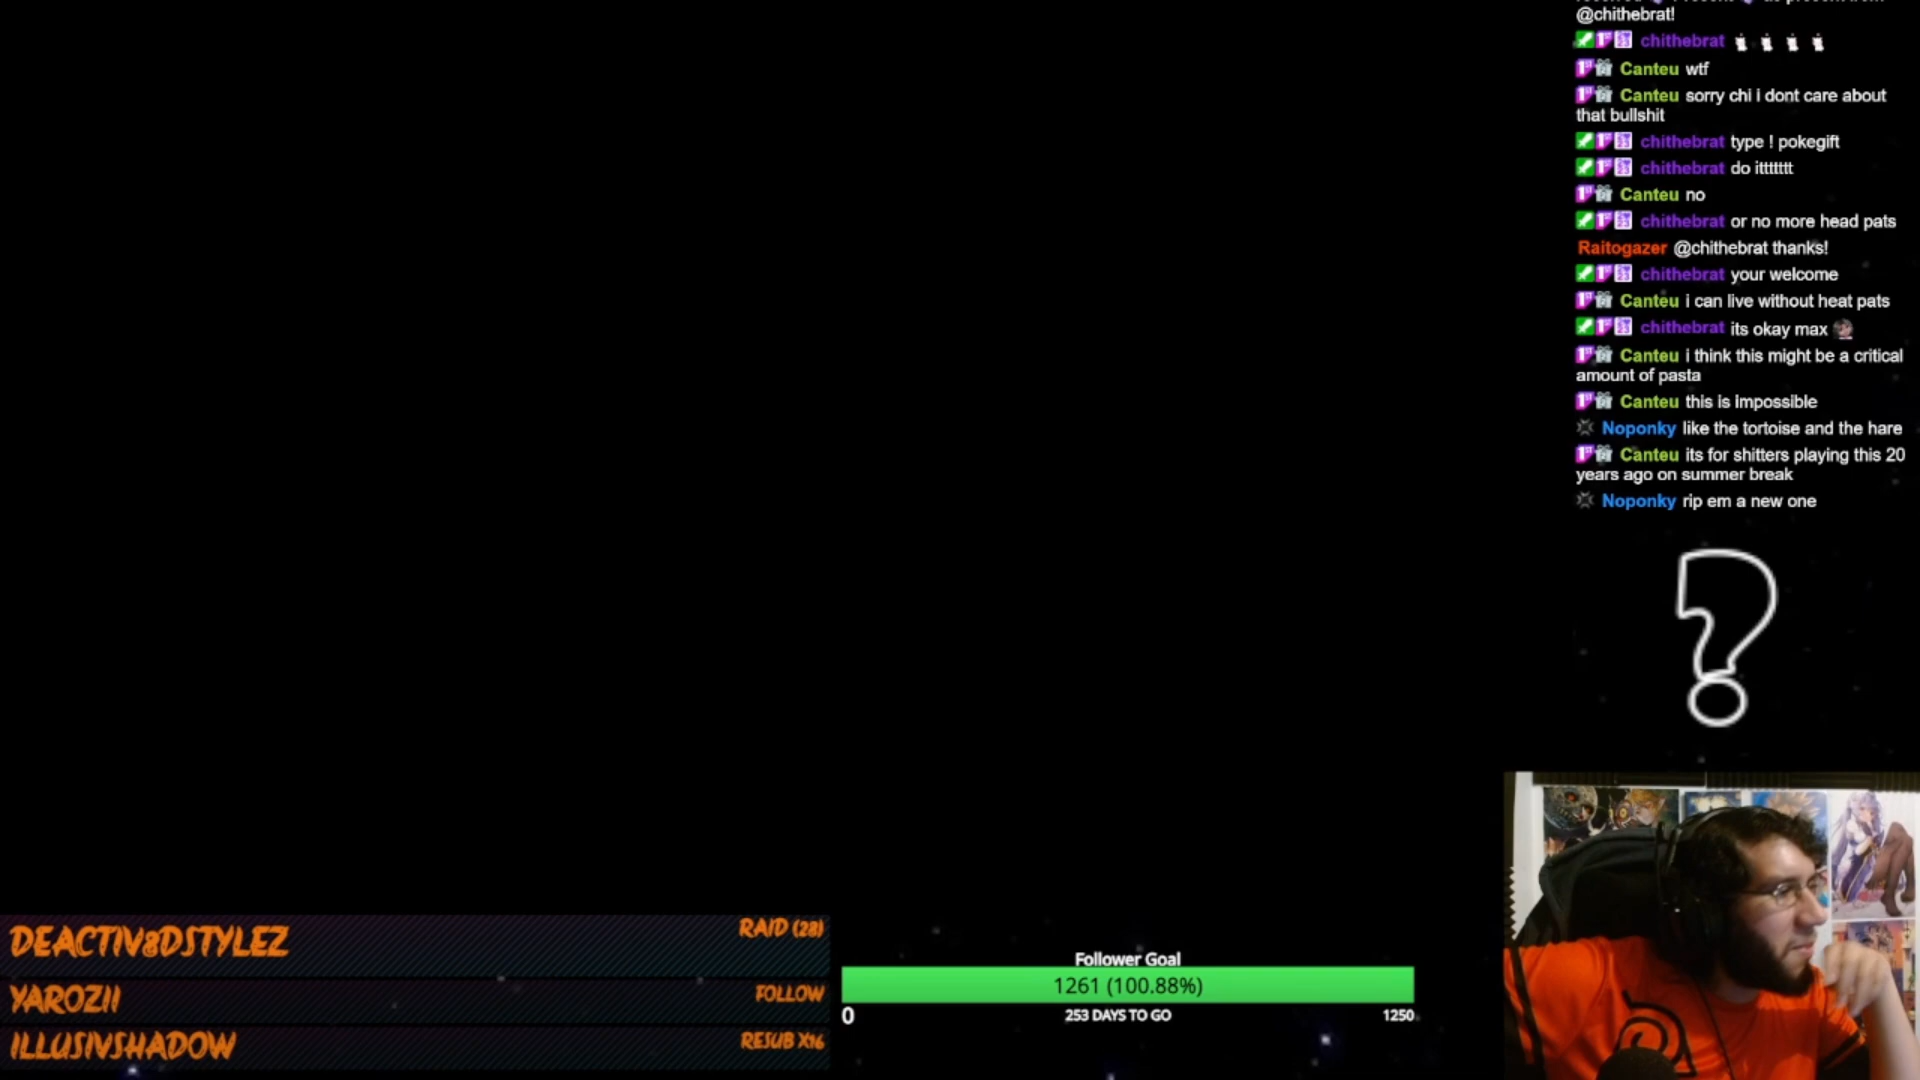 @chithebrat!
chithebrat
Canteu wtf
Canteu sorry chi i dont care about
that bullshit
chithebrat type ! pokegift
chithebrat do itttttt
Canteu no
chithebrat or no more head pats
Raitogazer @chithebrat thanks!
chithebrat your welcome
Canteu i can live without heat pats
chithebrat its okay max
Canteu i think this might be a critical
amount of pasta
Canteu this is impossible
Noponky like the tortoise and the hare
Canteu its for shitters playing this 20
years ago on summer break
Noponky rip em a new one
?
DEACTIV8DSTYLEZ RAID (28)
YAROZII FOLLOW
ILLUSIVSHADOW RESUB X16
Follower Goal
1261 (100.88%)
0 253 DAYS TO GO 1250